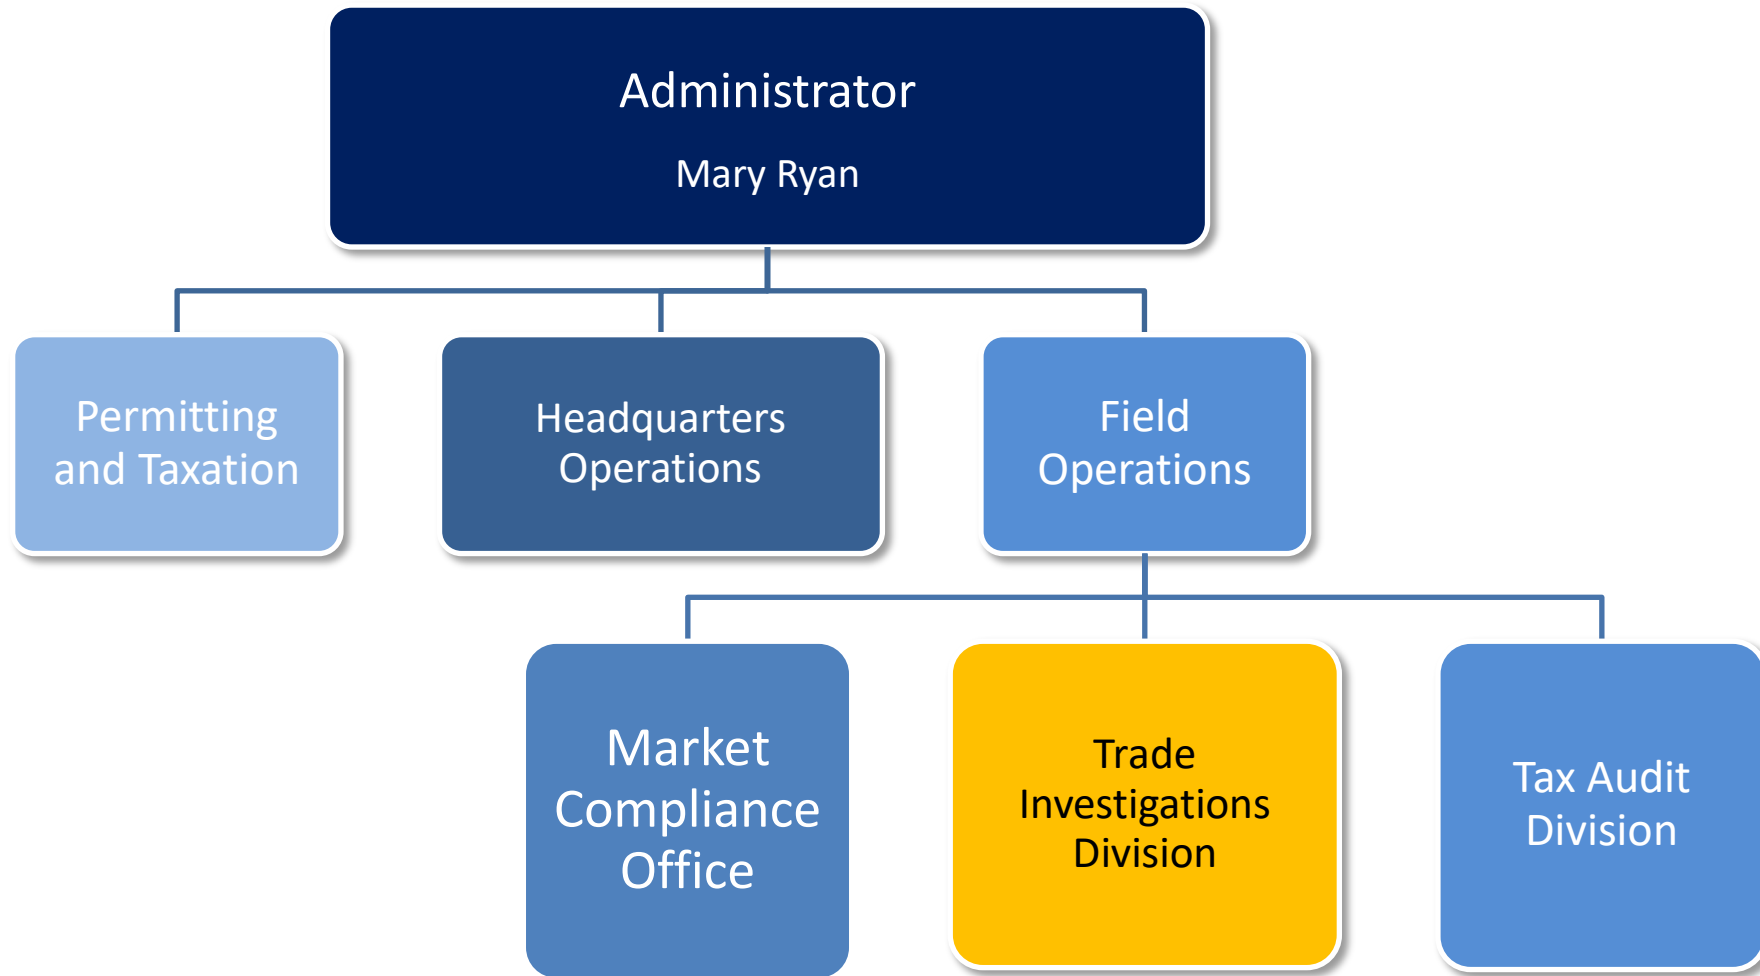 Administrator
Mary Ryan
Permitting
and Taxation
Headquarters
Operations
Field
Operations
Market
Compliance
Office
Trade
Investigations
Division
Tax Audit
Division